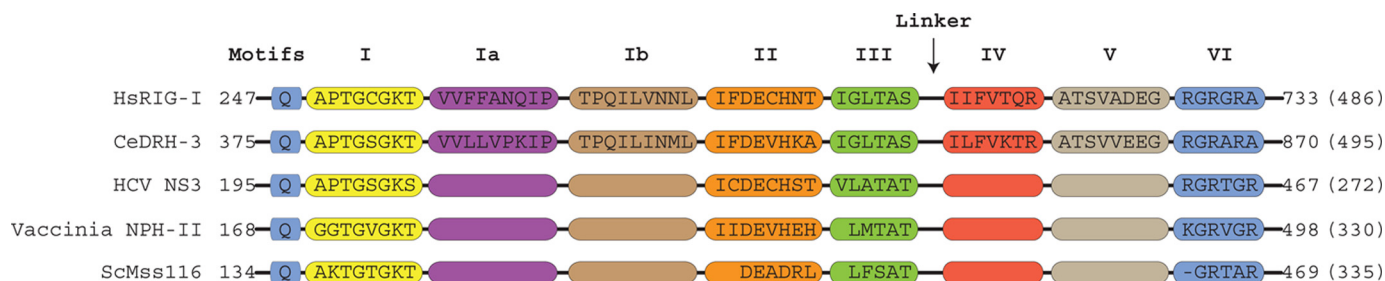 Linker
Motifs I Ia Ib II III IV V VI
HsRIG-I 247 Q APTGCGKT VVFFANQIP TPQILVNNL IFDECHNT IGLTAS IIFVTQR ATSVADEG RGRGRA 733 (486)
CeDRH-3 375 Q APTGSGKT VVLLVPKIP TPQILINML IFDEVHKA IGLTAS ILFVKTR ATSVVEEG RGRARA 870 (495)
HCV NS3 195 Q APTGSGKS ICDECHST VLATAT RGRTGR 467 (272)
Vaccinia NPH-II 168 Q GGTGVGKT IIDEVHEH LMTAT KGRVGR 498 (330)
ScMss116 134 Q AKTGTGKT DEADRL LFSAT -GRTAR 469 (335)